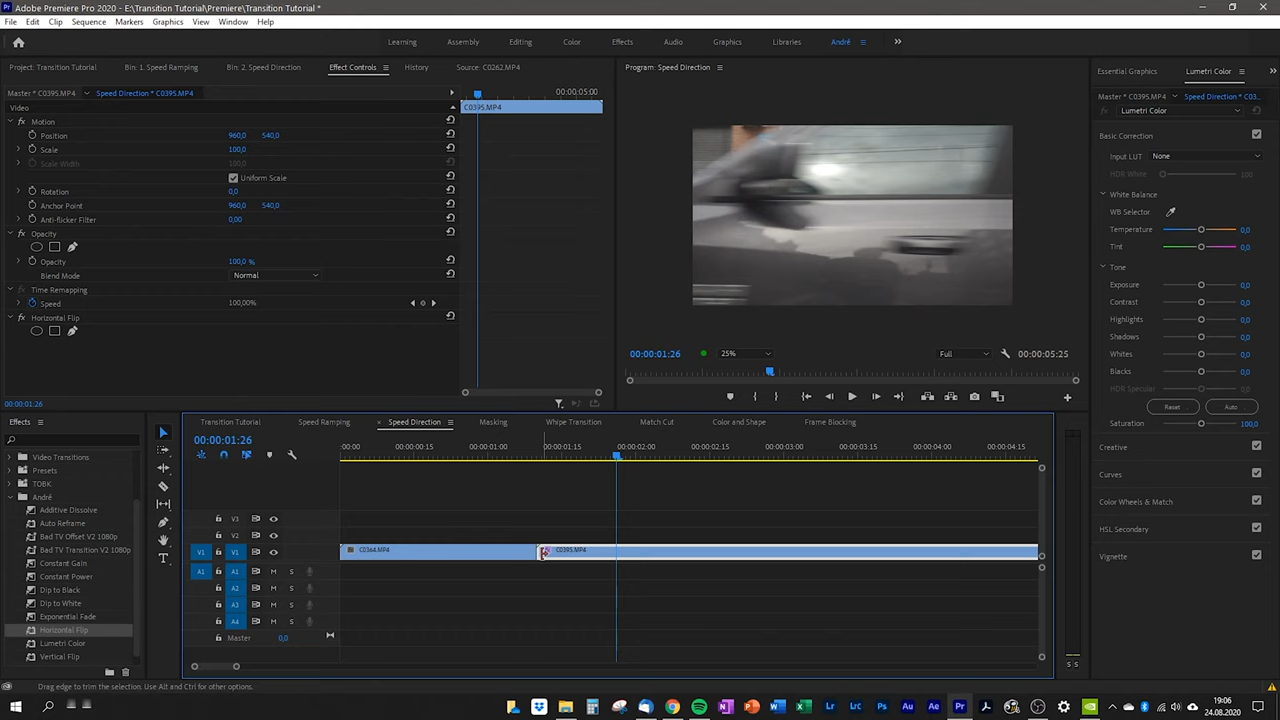 Adobe Premiere Pro 2020 - E:\Transition Tutorial\Premiere\Transition Tutorial *
File Edit Clip Sequence Markers Graphics View Window Help
Learning Assembly Editing Color Effects Audio Graphics Libraries André
Project: Transition Tutorial Bin: 1. Speed Ramping Bin: 2. Speed Direction Effect Controls History Source: C0262.MP4
Program: Speed Direction
Essential Graphics Lumetri Color
Master * C0395.MP4 Speed Direction * C0395.MP4
00:00:05:00
Master * C0395.MP4 Speed Direction * C03...
Video
C0395.MP4
Lumetri Color
Motion
Position 960,0 540,0
Scale 100,0
Scale Width 100,0
Uniform Scale
Rotation 0,0
Anchor Point 960,0 540,0
Anti-flicker Filter 0,00
Opacity
Opacity 100,0 %
Blend Mode Normal
Time Remapping
Speed 100,00%
Horizontal Flip
00:00:01:26
00:00:01:26 25% Full 00:00:05:25
Basic Correction
Input LUT None
HDR White 100
White Balance
WB Selector
Temperature 0,0
Tint 0,0
Tone
Exposure 0,0
Contrast 0,0
Highlights 0,0
Shadows 0,0
Whites 0,0
Blacks 0,0
HDR Specular
Reset Auto
Saturation 100,0
Creative
Curves
Color Wheels & Match
HSL Secondary
Vignette
Effects
Video Transitions
Presets
TOBK
André
Additive Dissolve
Auto Reframe
Bad TV Offset V2 1080p
Bad TV Transition V2 1080p
Constant Gain
Constant Power
Dip to Black
Dip to White
Exponential Fade
Horizontal Flip
Lumetri Color
Vertical Flip
Transition Tutorial Speed Ramping Speed Direction Masking Whipe Transition Match Cut Color and Shape Frame Blocking
00:00:01:26
:00:00 00:00:00:15 00:00:01:15 00:00:02:00 00:00:02:15 00:00:03:00 00:00:03:15 00:00:04:00 00:00:04:15
V3
V2
V1 V1
C0364.MP4 C0395.MP4
A1 A1 M S
A2 M S
A3 M S
A4 M S
Master 0,0
S S
Drag edge to trim the selection. Use Alt and Ctrl for other options.
19:06
24.08.2020